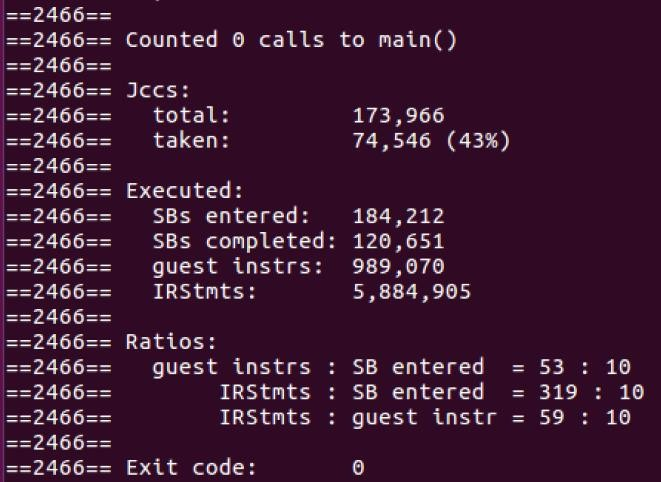 ==2466==
==2466== Counted 0 calls to main()
==2466==
==2466== Jccs:
==2466==   total:         173,966
==2466==   taken:         74,546 (43%)
==2466==
==2466== Executed:
==2466==   SBs entered:   184,212
==2466==   SBs completed: 120,651
==2466==   guest instrs:  989,070
==2466==   IRStmts:       5,884,905
==2466==
==2466== Ratios:
==2466==   guest instrs : SB entered  = 53 : 10
==2466==        IRStmts : SB entered  = 319 : 10
==2466==        IRStmts : guest instr = 59 : 10
==2466==
==2466== Exit code:       0